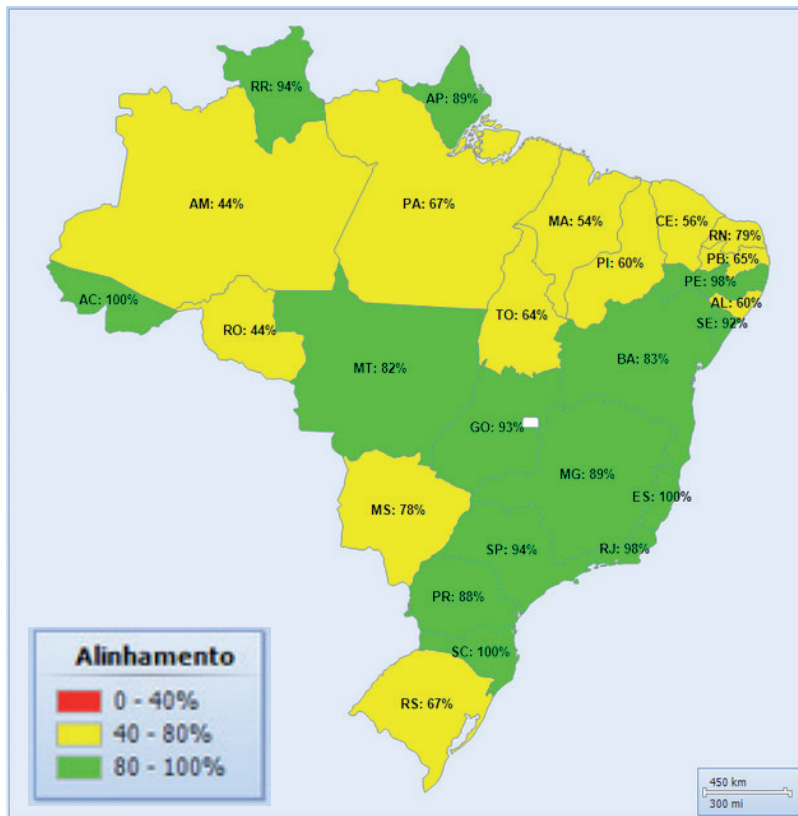 RR: 94%
AP: 89%
AM: 44%
PA: 67%
MA: 54%
CE: 56%
RN: 79%
PB: 65%
PI: 60%
PE: 98%
AC: 100%
AL: 60%
TO: 64%
SE: 92%
RO: 44%
BA: 83%
MT: 82%
GO: 93%
MG: 89%
ES: 100%
MS: 78%
SP: 94%
RJ: 98%
PR: 88%
SC: 100%
RS: 67%
Alinhamento
0 - 40%
40 - 80%
80 - 100%
450 km
300 mi